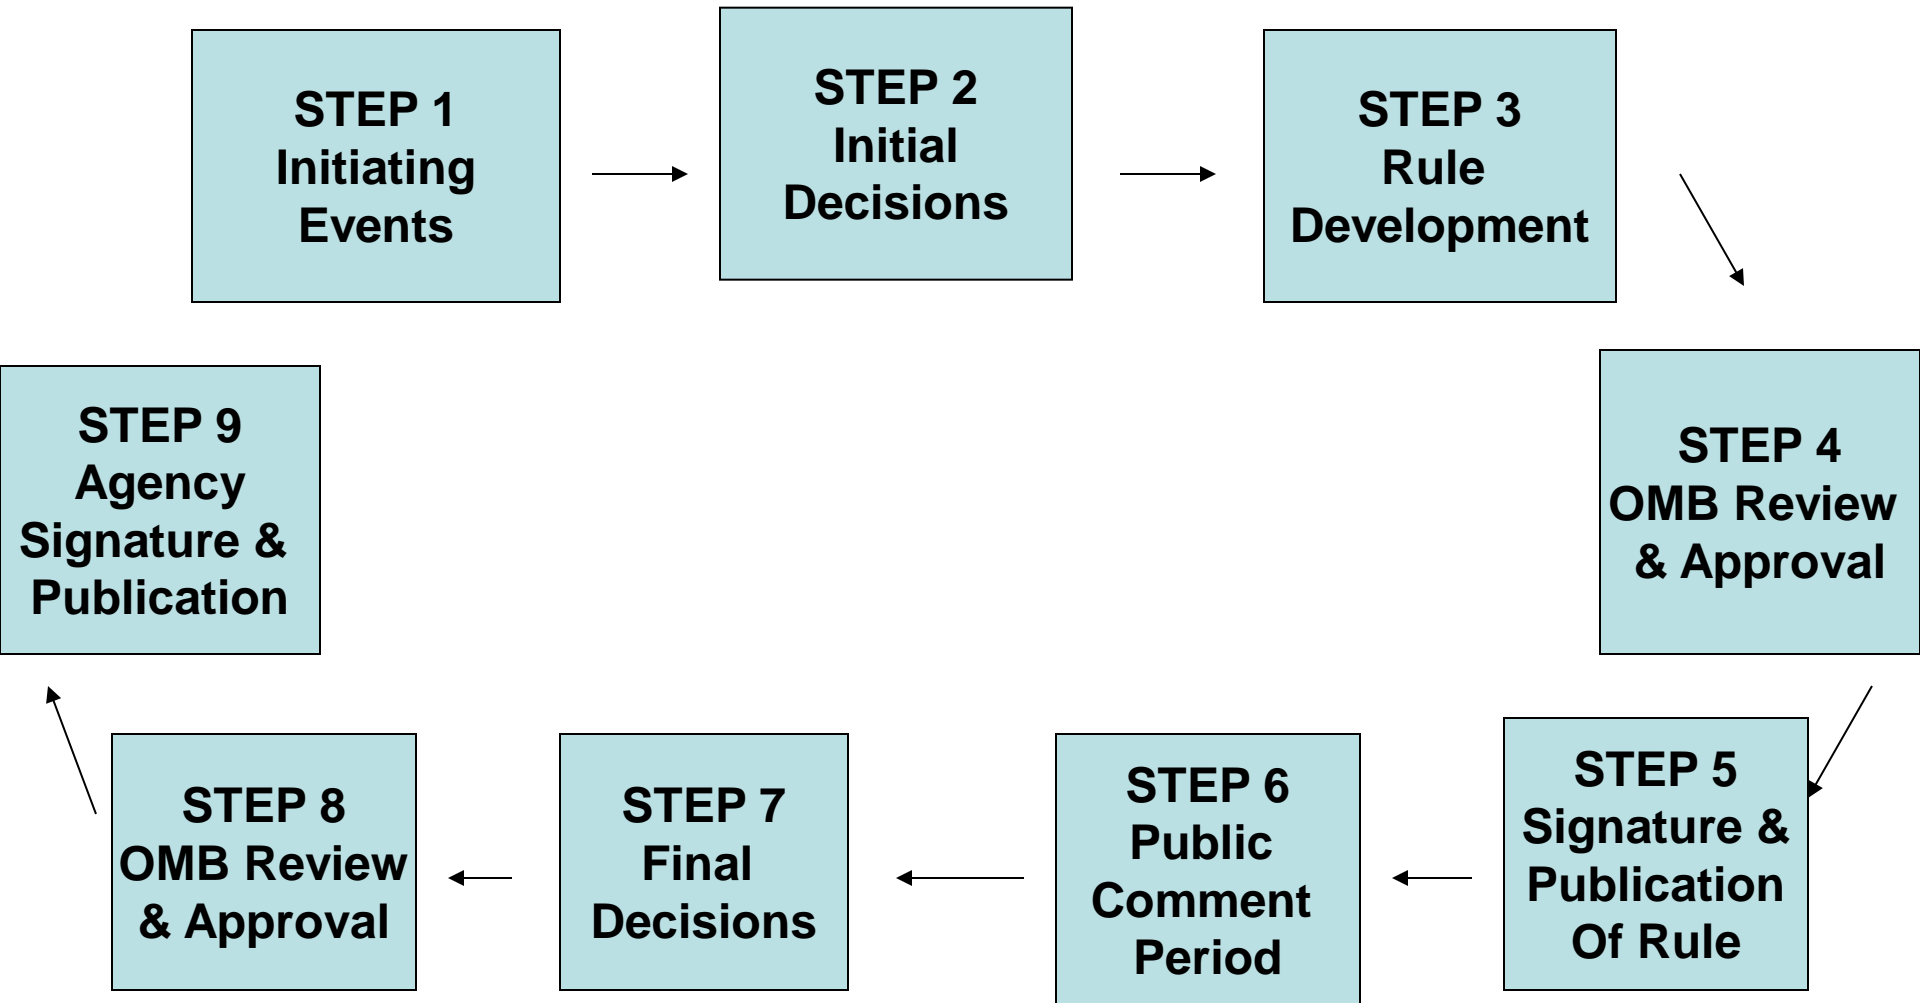 STEP 1
Initiating
Events
STEP 2
Initial
Decisions
STEP 3
Rule
Development
STEP 4
OMB Review
& Approval
STEP 5
Signature &
Publication
Of Rule
STEP 6
Public
Comment
Period
STEP 7
Final
Decisions
STEP 8
OMB Review
& Approval
STEP 9
Agency
Signature &
Publication